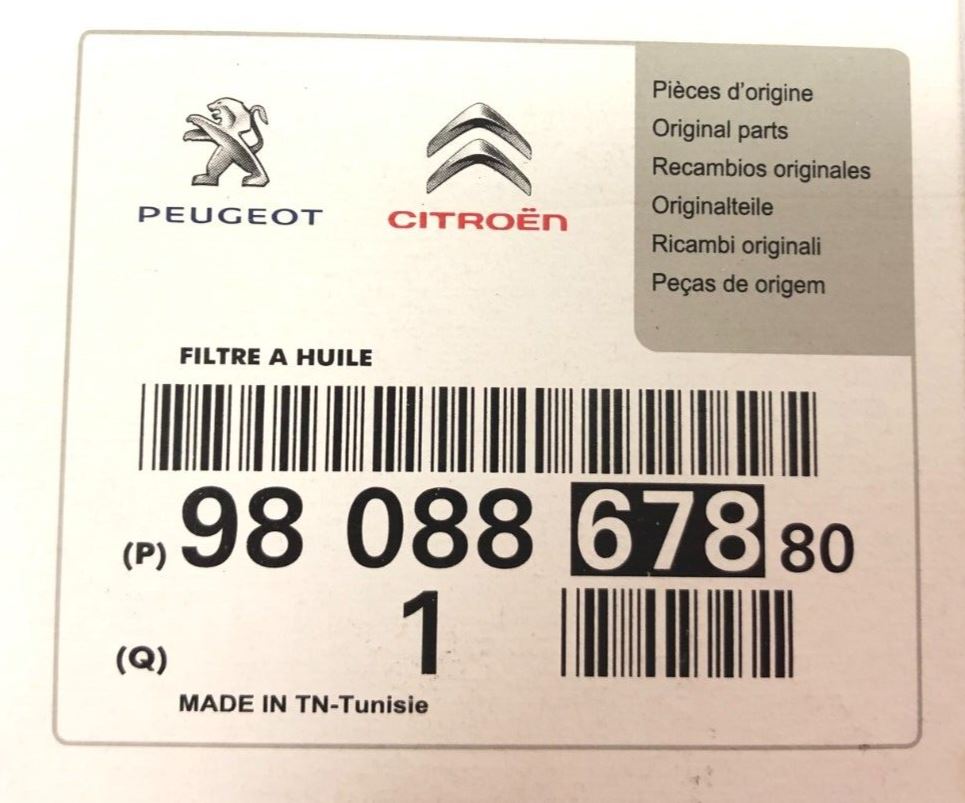 PEUGEOT
CITROËN
Pièces d'origine
Original parts
Recambios originales
Originalteile
Ricambi originali
Peças de origem
FILTRE A HUILE
(P) 98 088 678 80
(Q) 1
MADE IN TN-Tunisie